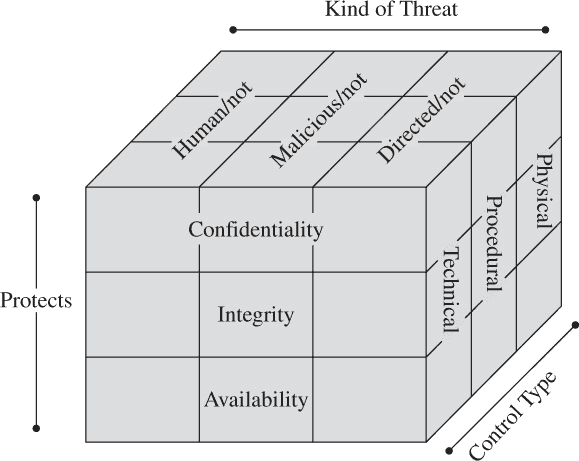 Kind of Threat
Human/not
Malicious/not
Directed/not
Confidentiality
Integrity
Availability
Protects
Technical
Procedural
Physical
Control Type